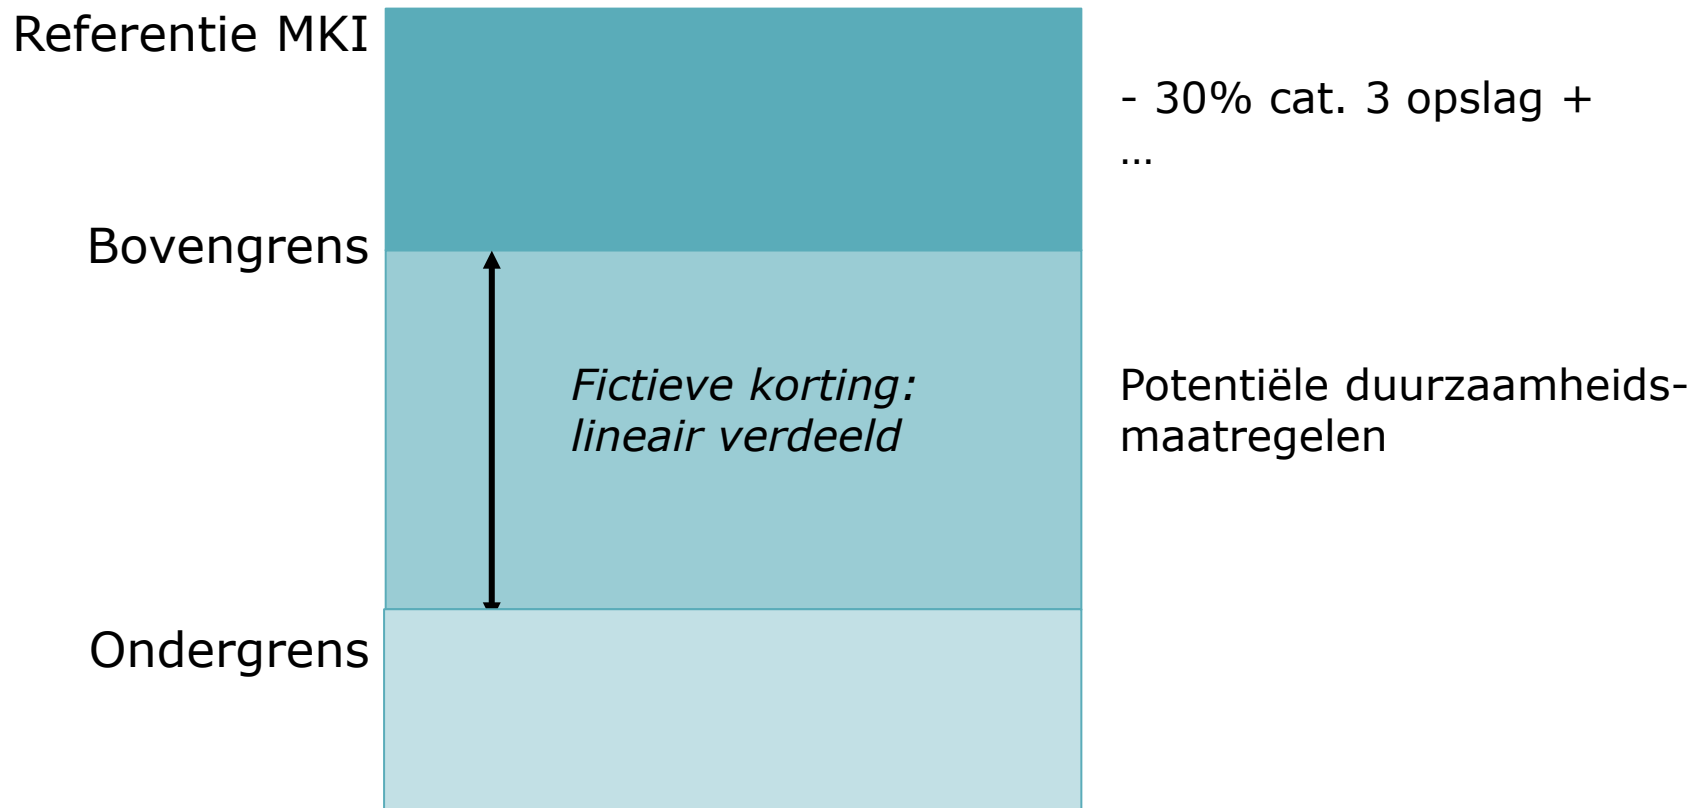 Referentie MKI
- 30% cat. 3 opslag +
...
Bovengrens
Fictieve korting:
lineair verdeeld
Potentiële duurzaamheids-
maatregelen
Ondergrens